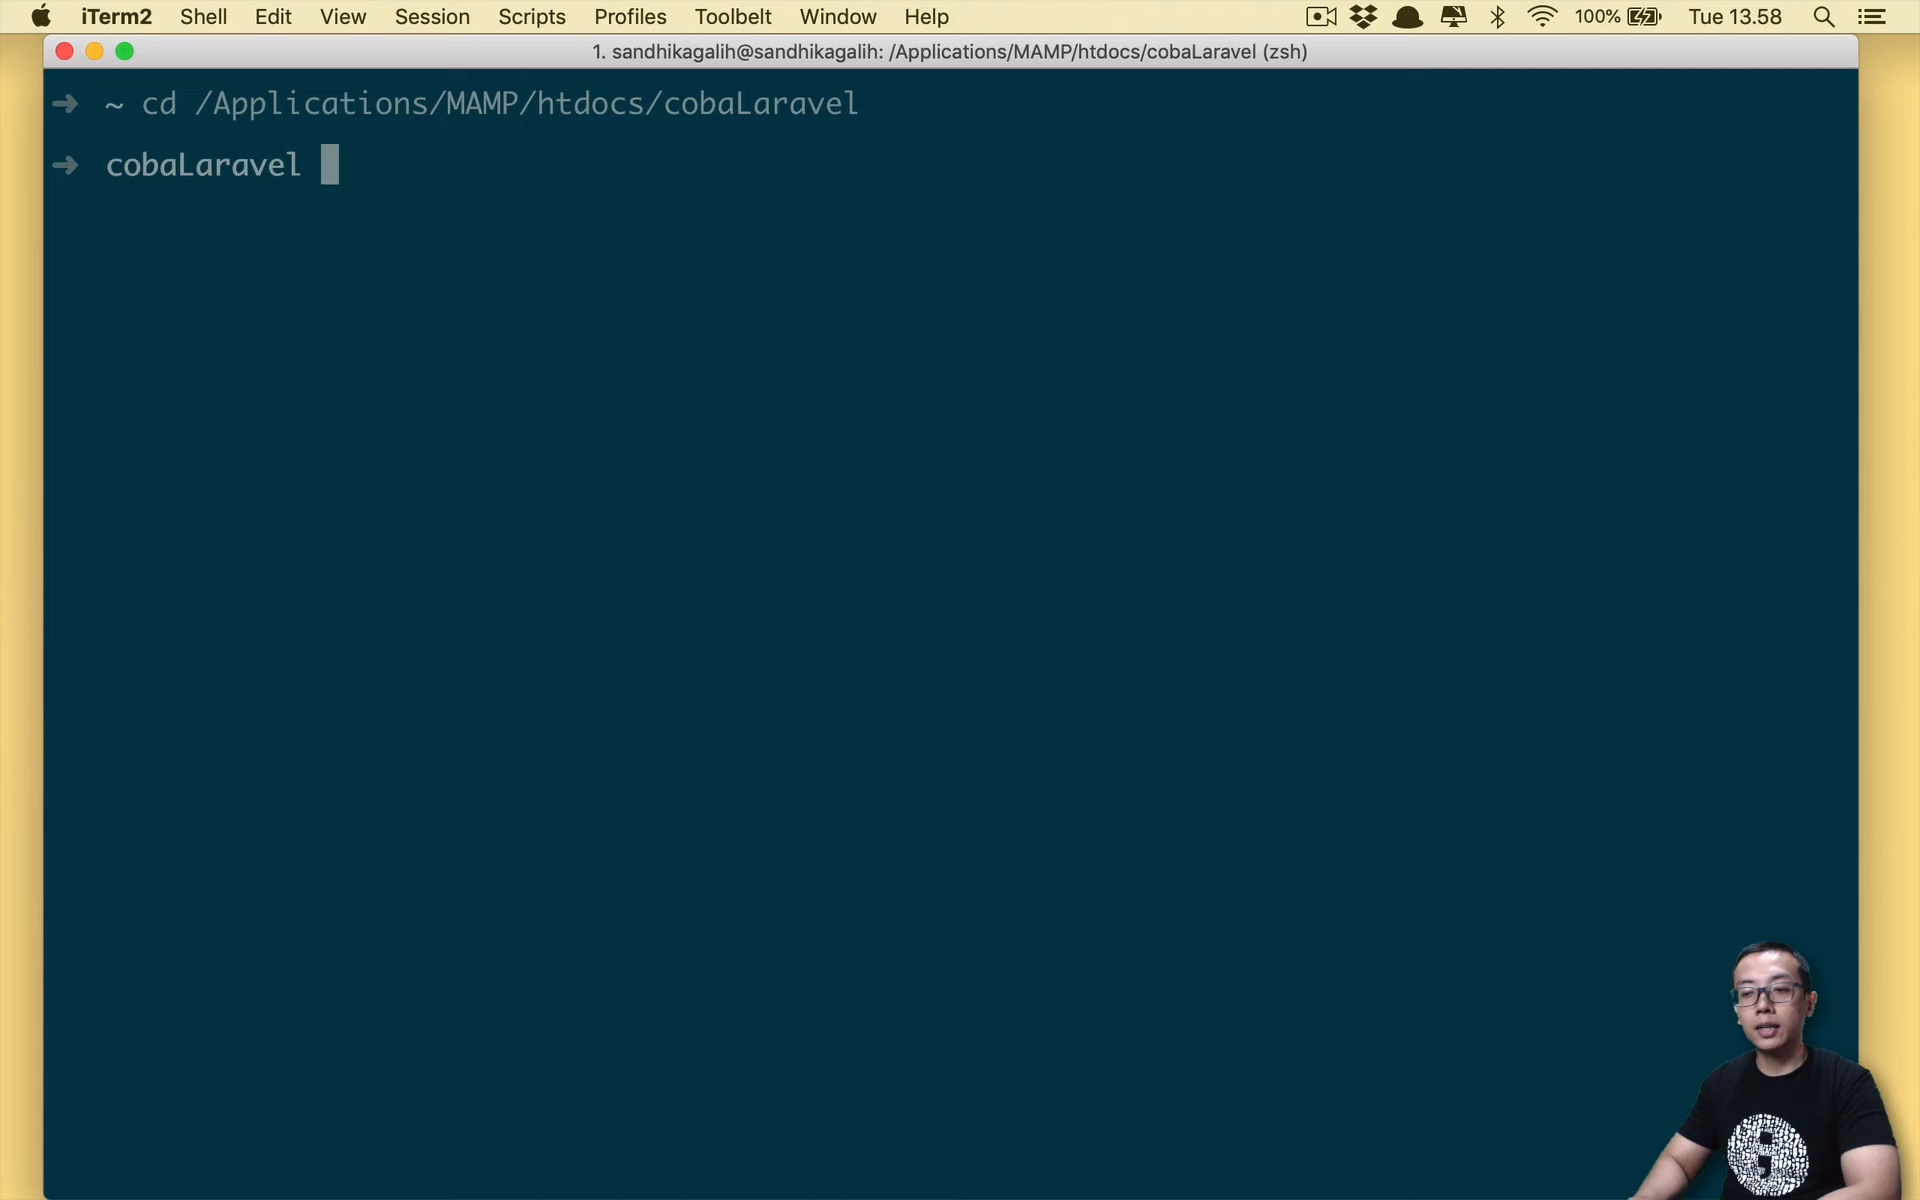 iTerm2 Shell Edit View Session Scripts Profiles Toolbelt Window Help 100% Tue 13.58
1. sandhikagalih@sandhikagalih: /Applications/MAMP/htdocs/cobaLaravel (zsh)
➜ ~ cd /Applications/MAMP/htdocs/cobaLaravel
➜ cobaLaravel